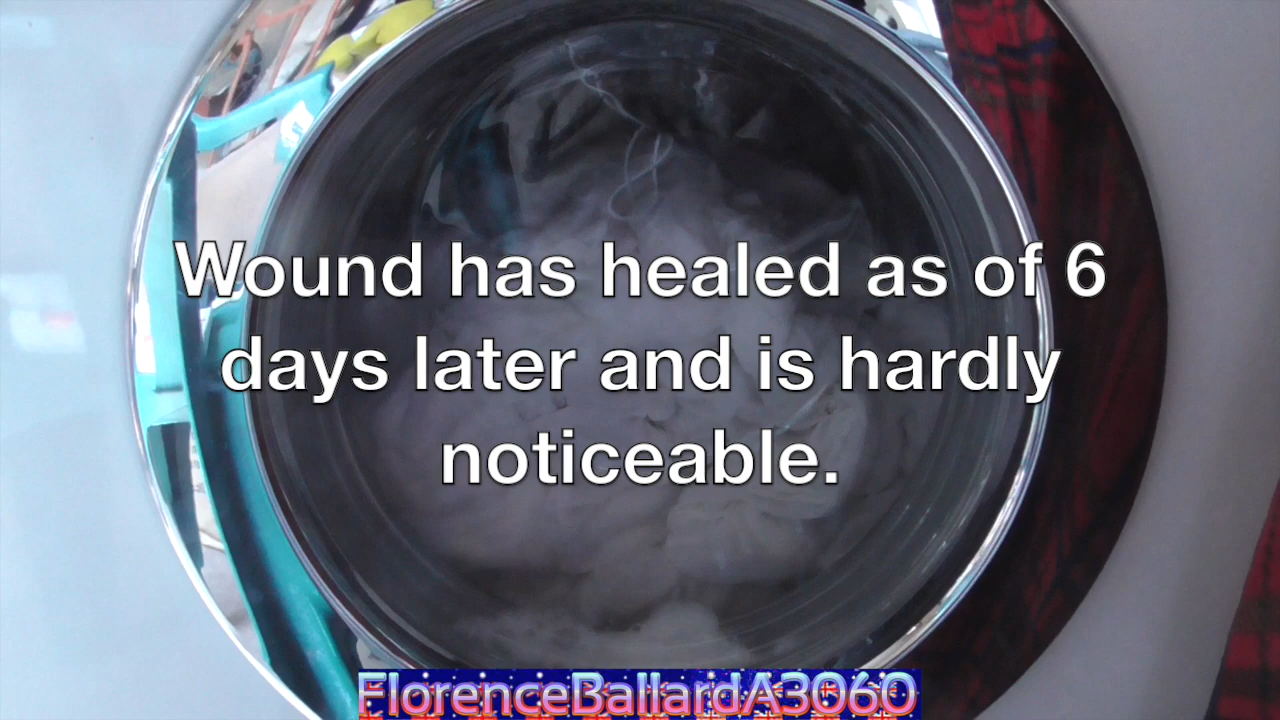 Wound has healed as of 6
days later and is hardly
noticeable.
FlorenceBallardA3060